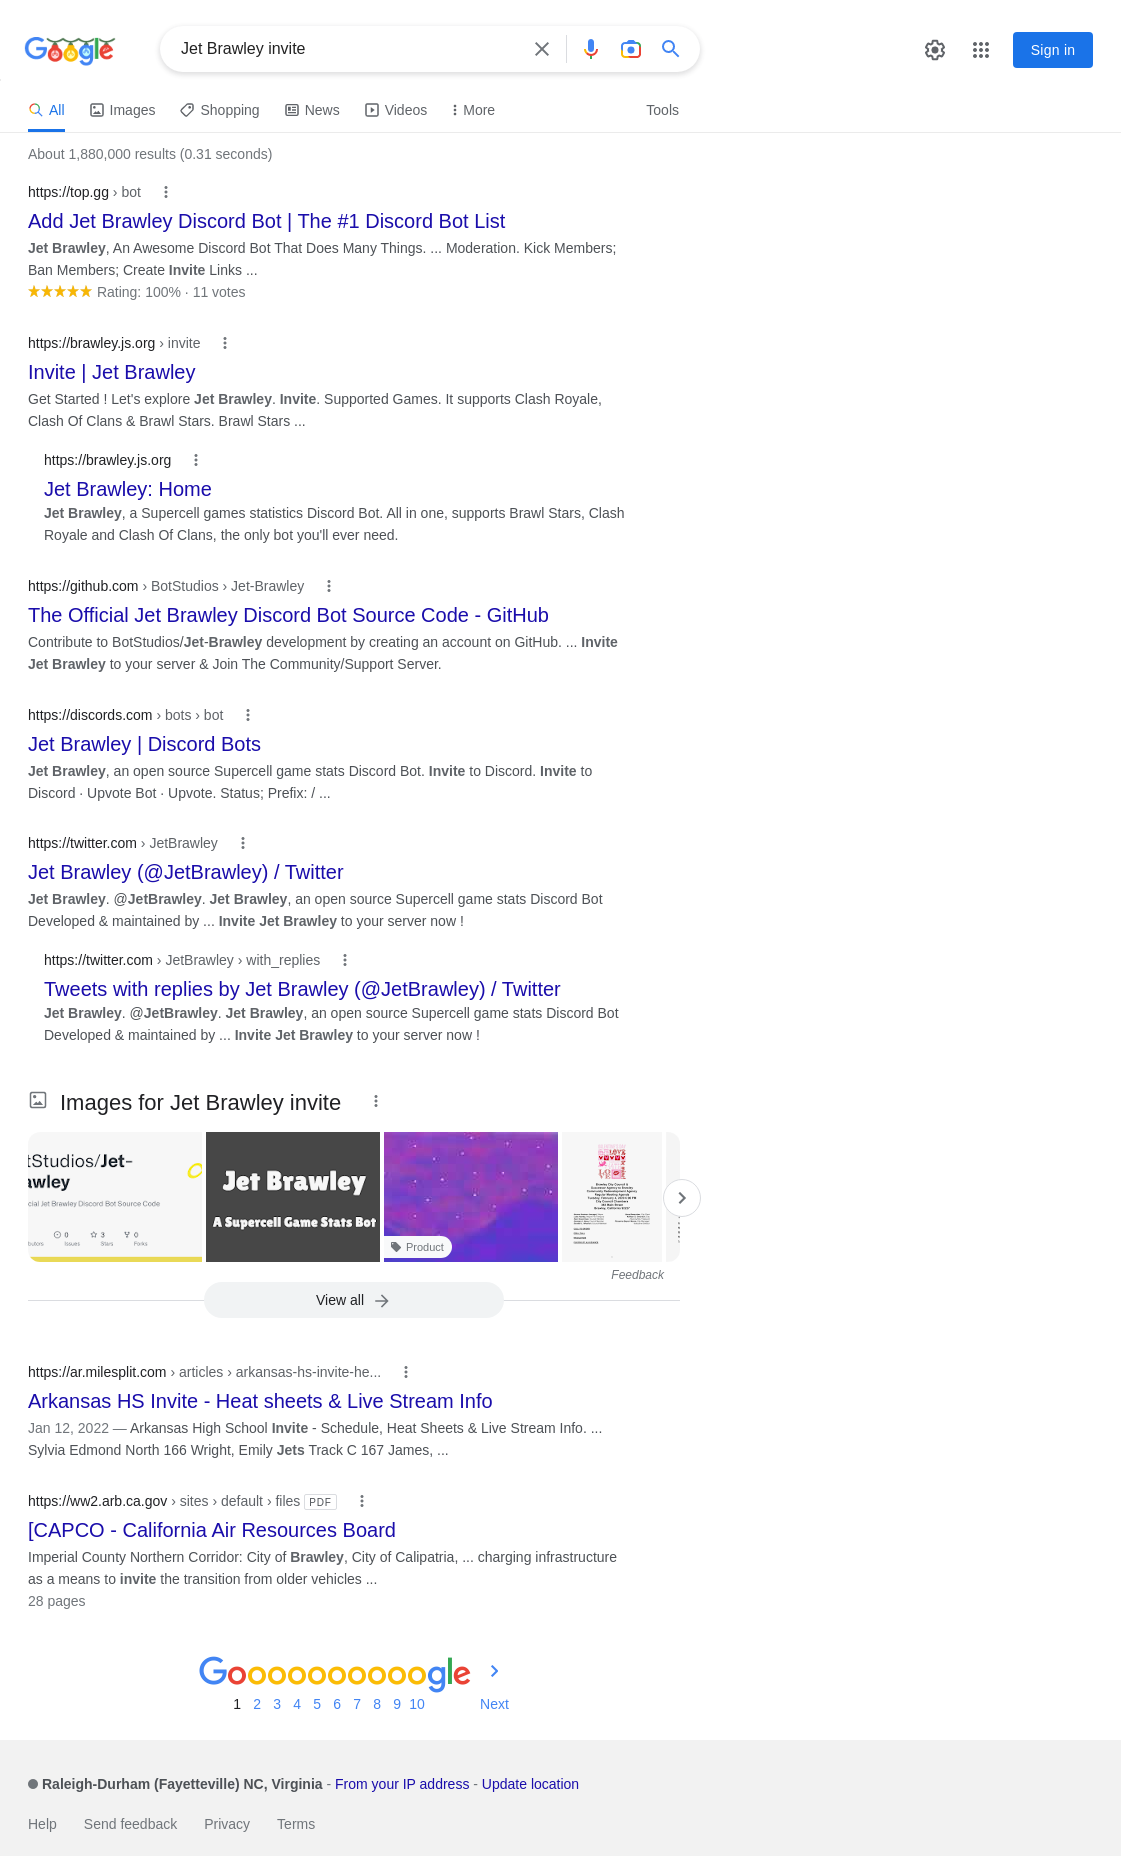 Google
Jet Brawley invite
Sign in
All Images Shopping News Videos More Tools
About 1,880,000 results (0.31 seconds)
https://top.gg › bot
Add Jet Brawley Discord Bot | The #1 Discord Bot List
Jet Brawley, An Awesome Discord Bot That Does Many Things. ... Moderation. Kick Members;
Ban Members; Create Invite Links ...
Rating: 100% · 11 votes
https://brawley.js.org › invite
Invite | Jet Brawley
Get Started ! Let's explore Jet Brawley. Invite. Supported Games. It supports Clash Royale,
Clash Of Clans & Brawl Stars. Brawl Stars ...
https://brawley.js.org
Jet Brawley: Home
Jet Brawley, a Supercell games statistics Discord Bot. All in one, supports Brawl Stars, Clash
Royale and Clash Of Clans, the only bot you'll ever need.
https://github.com › BotStudios › Jet-Brawley
The Official Jet Brawley Discord Bot Source Code - GitHub
Contribute to BotStudios/Jet-Brawley development by creating an account on GitHub. ... Invite
Jet Brawley to your server & Join The Community/Support Server.
https://discords.com › bots › bot
Jet Brawley | Discord Bots
Jet Brawley, an open source Supercell game stats Discord Bot. Invite to Discord. Invite to
Discord · Upvote Bot · Upvote. Status; Prefix: / ...
https://twitter.com › JetBrawley
Jet Brawley (@JetBrawley) / Twitter
Jet Brawley. @JetBrawley. Jet Brawley, an open source Supercell game stats Discord Bot
Developed & maintained by ... Invite Jet Brawley to your server now !
https://twitter.com › JetBrawley › with_replies
Tweets with replies by Jet Brawley (@JetBrawley) / Twitter
Jet Brawley. @JetBrawley. Jet Brawley, an open source Supercell game stats Discord Bot
Developed & maintained by ... Invite Jet Brawley to your server now !
Images for Jet Brawley invite
tStudios/Jet-
awley
cial Jet Brawley Discord Bot Source Code
0 3 0
butors Issues Stars Forks
Jet Brawley
A Supercell Game Stats Bot
Product
Feedback
View all
https://ar.milesplit.com › articles › arkansas-hs-invite-he...
Arkansas HS Invite - Heat sheets & Live Stream Info
Jan 12, 2022 — Arkansas High School Invite - Schedule, Heat Sheets & Live Stream Info. ...
Sylvia Edmond North 166 Wright, Emily Jets Track C 167 James, ...
https://ww2.arb.ca.gov › sites › default › files PDF
[CAPCO - California Air Resources Board
Imperial County Northern Corridor: City of Brawley, City of Calipatria, ... charging infrastructure
as a means to invite the transition from older vehicles ...
28 pages
Goooooooooogle
1 2 3 4 5 6 7 8 9 10 Next
Raleigh-Durham (Fayetteville) NC, Virginia - From your IP address - Update location
Help Send feedback Privacy Terms